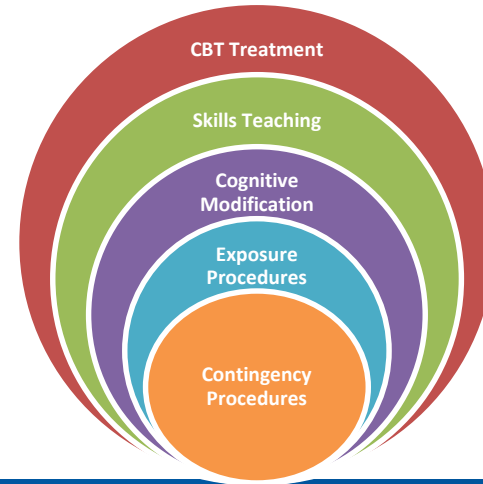 CBT Treatment
Skills Teaching
Cognitive
Modification
Exposure
Procedures
Contingency
Procedures